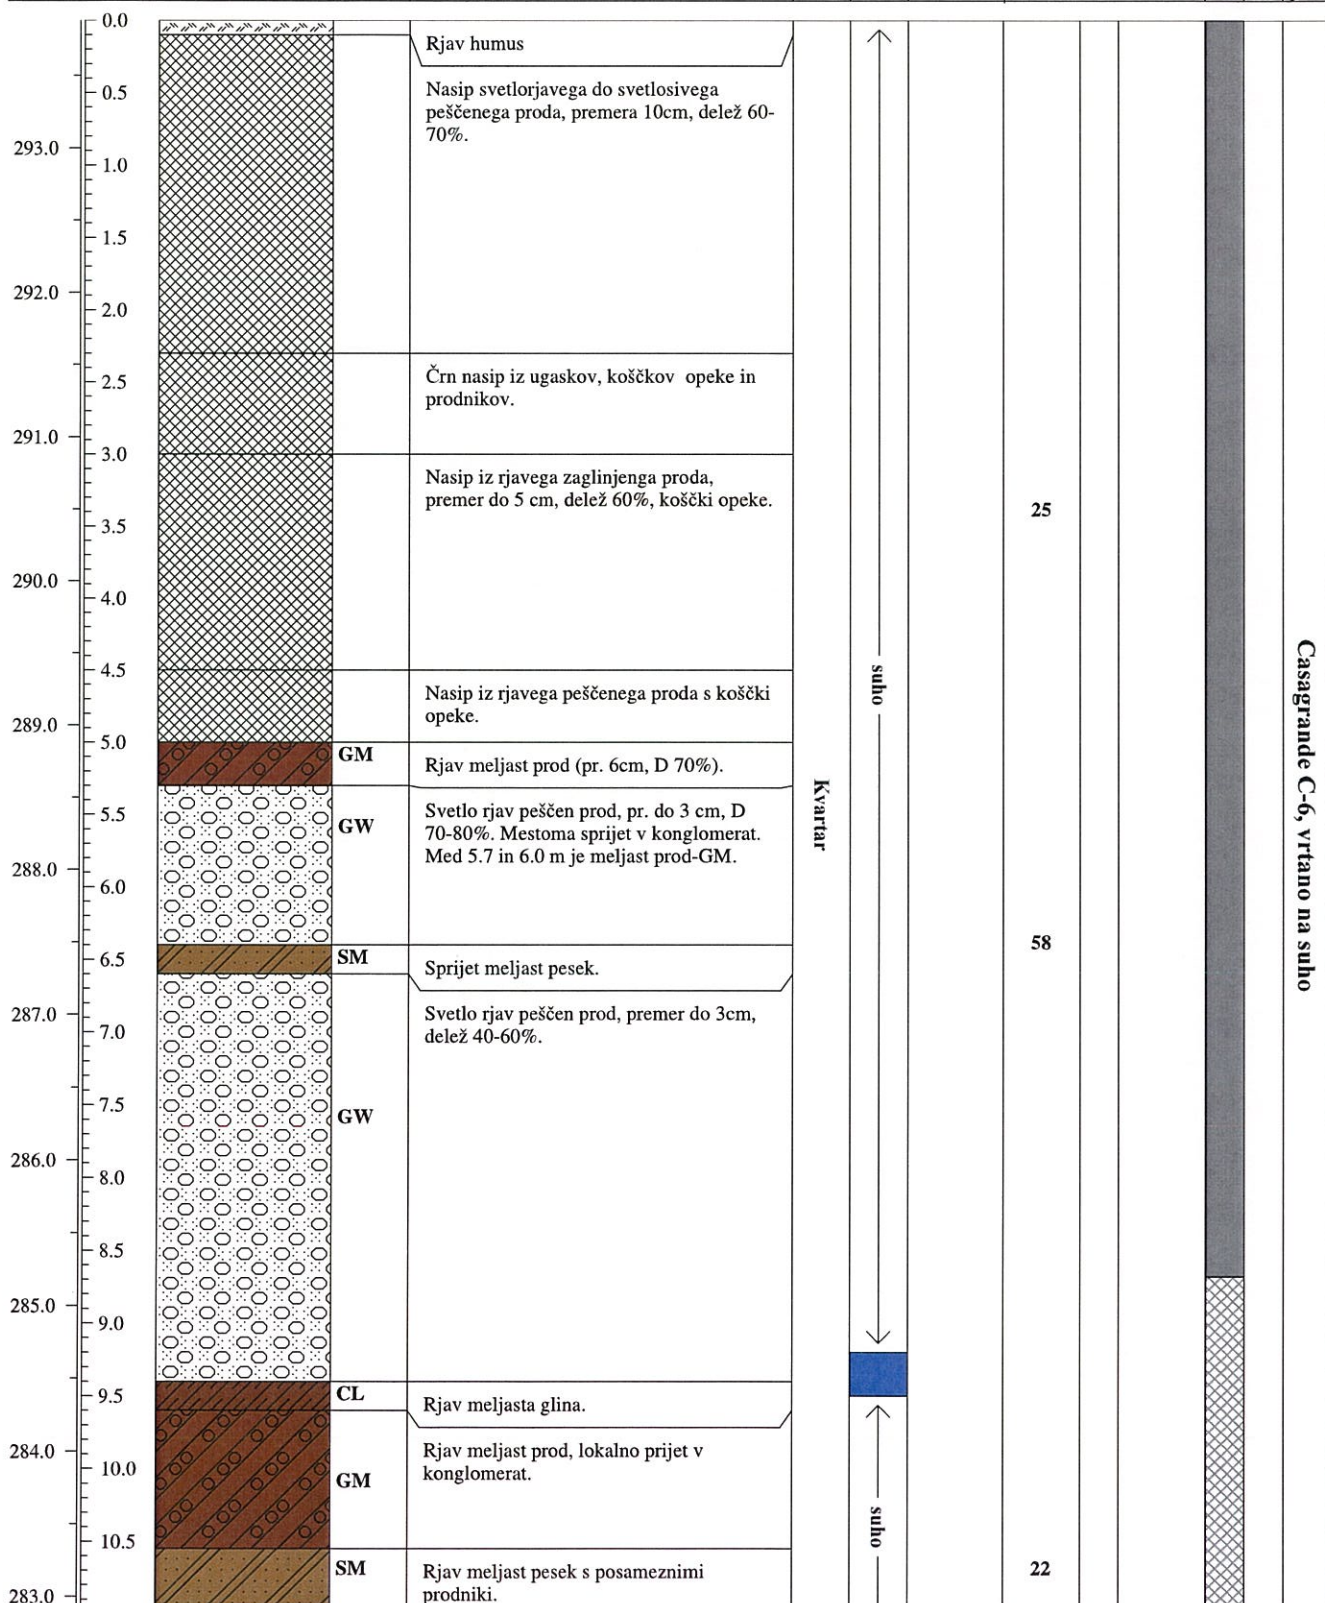 0.0
Rjav humus
0.5
Nasip svetlorjavega do svetlosivega
peščenega proda, premera 10cm, delež 60-
70%.
293.0
1.0
1.5
292.0
2.0
2.5
Črn nasip iz ugaskov, koščkov opeke in
prodnikov.
291.0
3.0
Nasip iz rjavega zaglinjenga proda,
premer do 5 cm, delež 60%, koščki opeke.
3.5
25
290.0
4.0
4.5
suho
Nasip iz rjavega peščenega proda s koščki
opeke.
289.0
5.0
GM
Rjav meljast prod (pr. 6cm, D 70%).
Kvartar
Casagrande C-6, vrtano na suho
5.5
GW
Svetlo rjav peščen prod, pr. do 3 cm, D
70-80%. Mestoma sprijet v konglomerat.
Med 5.7 in 6.0 m je meljast prod-GM.
288.0
6.0
58
6.5
SM
Sprijet meljast pesek.
287.0
7.0
Svetlo rjav peščen prod, premer do 3cm,
delež 40-60%.
7.5
GW
286.0
8.0
8.5
285.0
9.0
9.5
CL
Rjav meljasta glina.
284.0
10.0
GM
Rjav meljast prod, lokalno prijet v
konglomerat.
suho
10.5
SM
Rjav meljast pesek s posameznimi
prodniki.
22
283.0